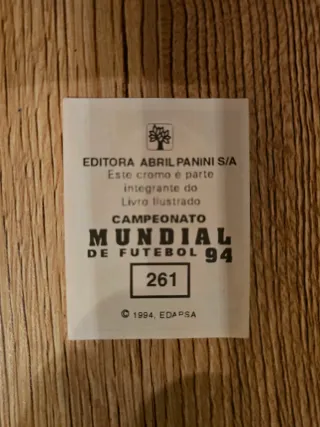 EDITORA ABRIL PANINI S/A
Este cromo é parte
integrante do
Livro Ilustrado
CAMPEONATO
MUNDIAL
DE FUTEBOL 94
261
© 1994, EDAPSA